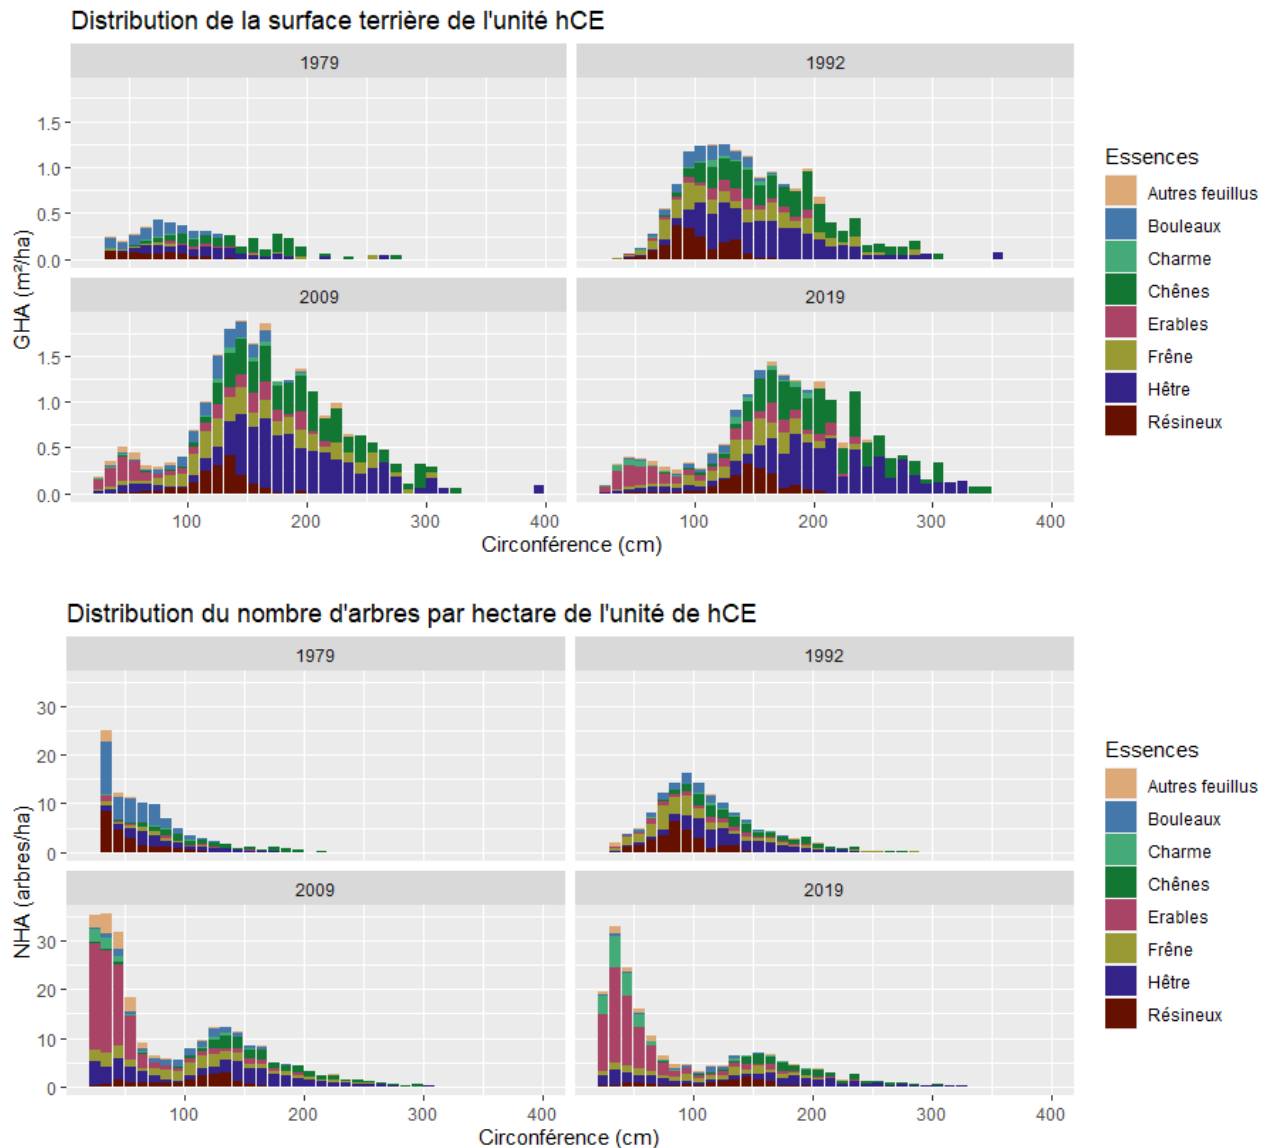 Distribution de la surface terrière de l'unité hCE
1979
1992
1.5
1.0
0.5
0.0
2009
2019
1.5
1.0
0.5
0.0
GHA (m²/ha)
100
200
300
400
100
200
300
400
Circonférence (cm)
Essences
Autres feuillus
Bouleaux
Charme
Chênes
Erables
Frêne
Hêtre
Résineux
Distribution du nombre d'arbres par hectare de l'unité de hCE
1979
1992
30
20
10
0
2009
2019
30
20
10
0
NHA (arbres/ha)
100
200
300
400
100
200
300
400
Circonférence (cm)
Essences
Autres feuillus
Bouleaux
Charme
Chênes
Erables
Frêne
Hêtre
Résineux